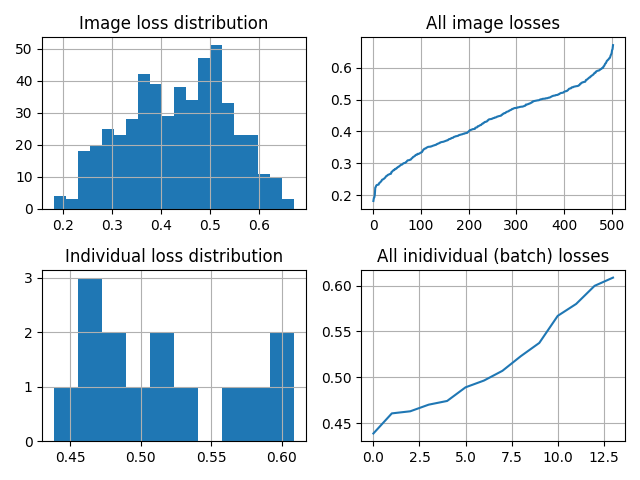 Image loss distribution
50
40
30
20
10
0
0.2 0.3 0.4 0.5 0.6
All image losses
0.6
0.5
0.4
0.3
0.2
0 100 200 300 400 500
Individual loss distribution
3
2
1
0
0.45 0.50 0.55 0.60
All inidividual (batch) losses
0.60
0.55
0.50
0.45
0.0 2.5 5.0 7.5 10.0 12.5